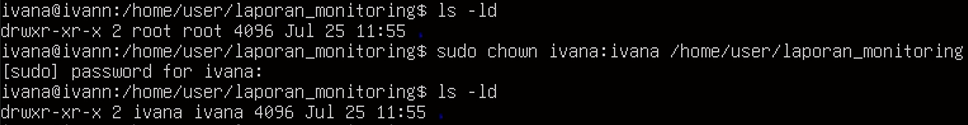 ivana@ivann:/home/user/laporan_monitoring$ ls -ld
drwxr-xr-x 2 root root 4096 Jul 25 11:55 .
ivana@ivann:/home/user/laporan_monitoring$ sudo chown ivana:ivana /home/user/laporan_monitoring
[sudo] password for ivana:
ivana@ivann:/home/user/laporan_monitoring$ ls -ld
drwxr-xr-x 2 ivana ivana 4096 Jul 25 11:55 .